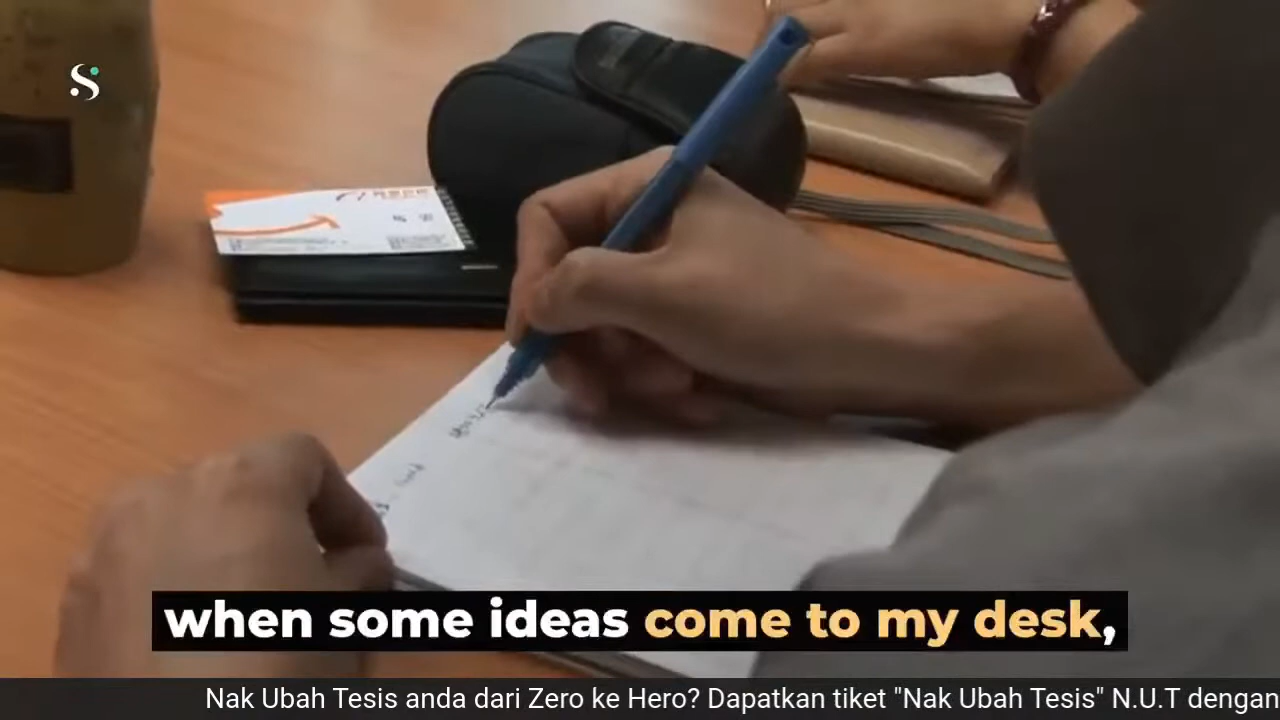 when some ideas come to my desk,
Nak Ubah Tesis anda dari Zero ke Hero? Dapatkan tiket "Nak Ubah Tesis" N.U.T dengan